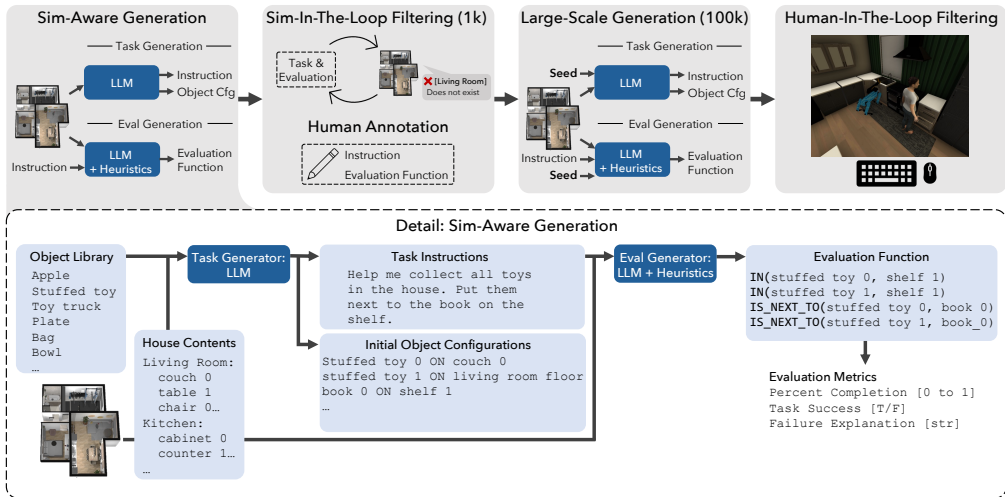 Sim-Aware Generation
Task Generation
LLM
Instruction
Object Cfg
Eval Generation
Instruction
LLM
+ Heuristics
Evaluation
Function
Sim-In-The-Loop Filtering (1k)
Task &
Evaluation
[Living Room]
Does not exist
Human Annotation
Instruction
Evaluation Function
Large-Scale Generation (100k)
Task Generation
Seed
LLM
Instruction
Object Cfg
Eval Generation
Instruction
Seed
LLM
+ Heuristics
Evaluation
Function
Human-In-The-Loop Filtering
Detail: Sim-Aware Generation
Object Library
Apple
Stuffed toy
Toy truck
Plate
Bag
Bowl
…
House Contents
Living Room:
couch 0
table 1
chair 0…
Kitchen:
cabinet 0
counter 1…
…
Task Generator:
LLM
Task Instructions
Help me collect all toys
in the house. Put them
next to the book on the
shelf.
Initial Object Configurations
Stuffed toy 0 ON couch 0
stuffed toy 1 ON living room floor
book 0 ON shelf 1
…
Eval Generator:
LLM + Heuristics
Evaluation Function
IN(stuffed toy 0, shelf 1)
IN(stuffed toy 1, shelf 1)
IS_NEXT_TO(stuffed toy 0, book 0)
IS_NEXT_TO(stuffed toy 1, book_0)
Evaluation Metrics
Percent Completion [0 to 1]
Task Success [T/F]
Failure Explanation [str]